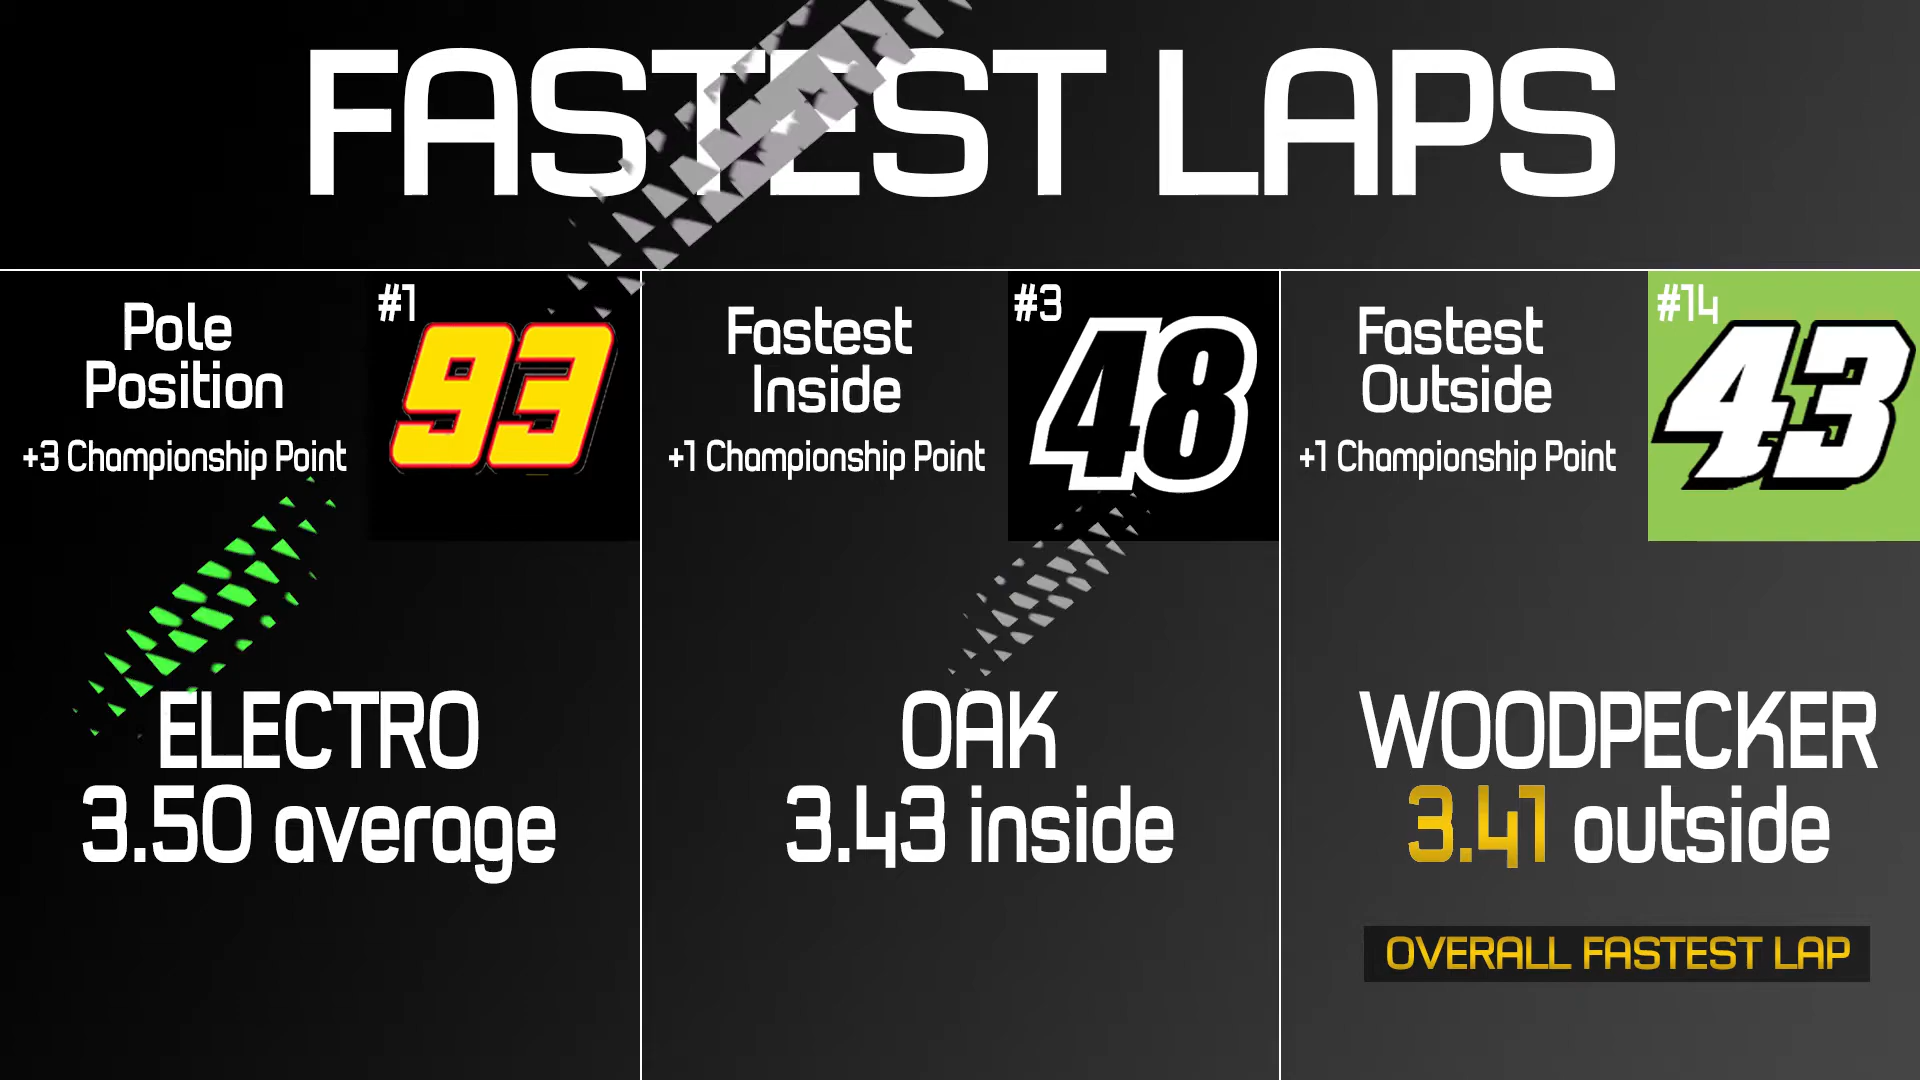 FASTEST LAPS
Pole
Position
+3 Championship Point
#1
93
ELECTRO
3.50 average
Fastest
Inside
+1 Championship Point
#3
48
OAK
3.43 inside
Fastest
Outside
+1 Championship Point
#14
43
WOODPECKER
3.41 outside
OVERALL FASTEST LAP